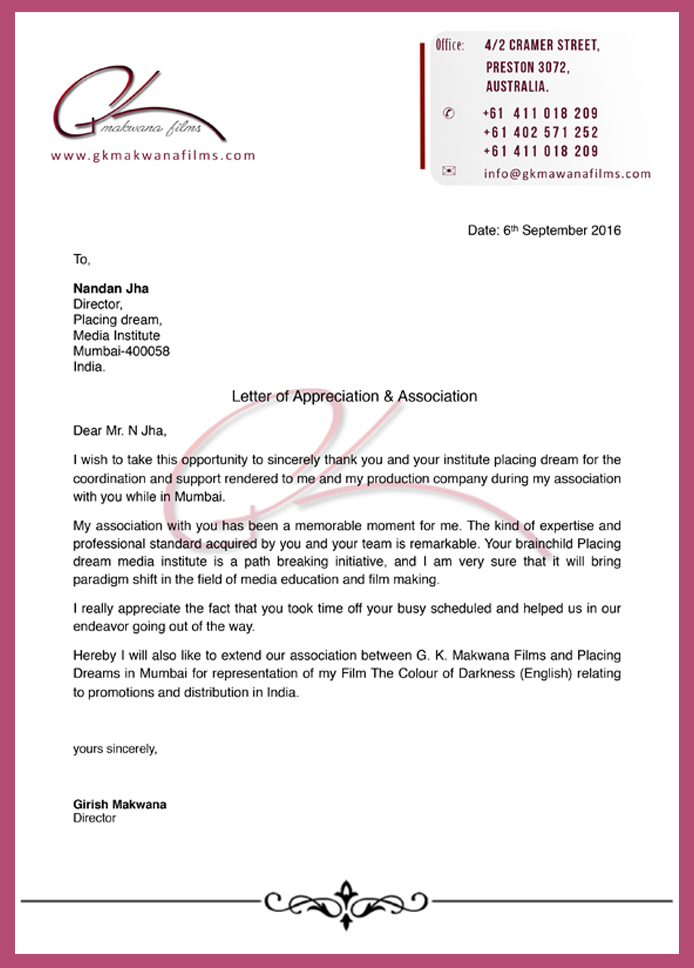 GK
makwana films
www.gkmakwanafilms.com
Office: 4/2 CRAMER STREET,
PRESTON 3072,
AUSTRALIA.
✆ +61 411 018 209
+61 402 571 252
+61 411 018 209
✉ info@gkmawanafilms.com
Date: 6th September 2016
To,
Nandan Jha
Director,
Placing dream,
Media Institute
Mumbai-400058
India.
Letter of Appreciation & Association
Dear Mr. N Jha,
I wish to take this opportunity to sincerely thank you and your institute placing dream for the
coordination and support rendered to me and my production company during my association
with you while in Mumbai.
My association with you has been a memorable moment for me. The kind of expertise and
professional standard acquired by you and your team is remarkable. Your brainchild Placing
dream media institute is a path breaking initiative, and I am very sure that it will bring
paradigm shift in the field of media education and film making.
I really appreciate the fact that you took time off your busy scheduled and helped us in our
endeavor going out of the way.
Hereby I will also like to extend our association between G. K. Makwana Films and Placing
Dreams in Mumbai for representation of my Film The Colour of Darkness (English) relating
to promotions and distribution in India.
yours sincerely,
Girish Makwana
Director